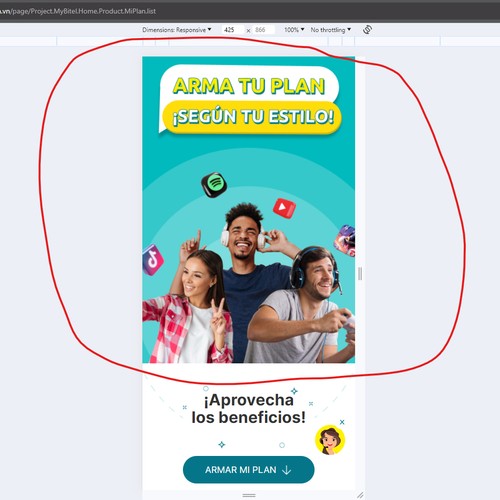 .vn/page/Project.MyBitel.Home.Product.MiPlan.list
Dimensions: Responsive 425 x 866 100% No throttling
ARMA TU PLAN
¡SEGÚN TU ESTILO!
¡Aprovecha
los beneficios!
x
ARMAR MI PLAN